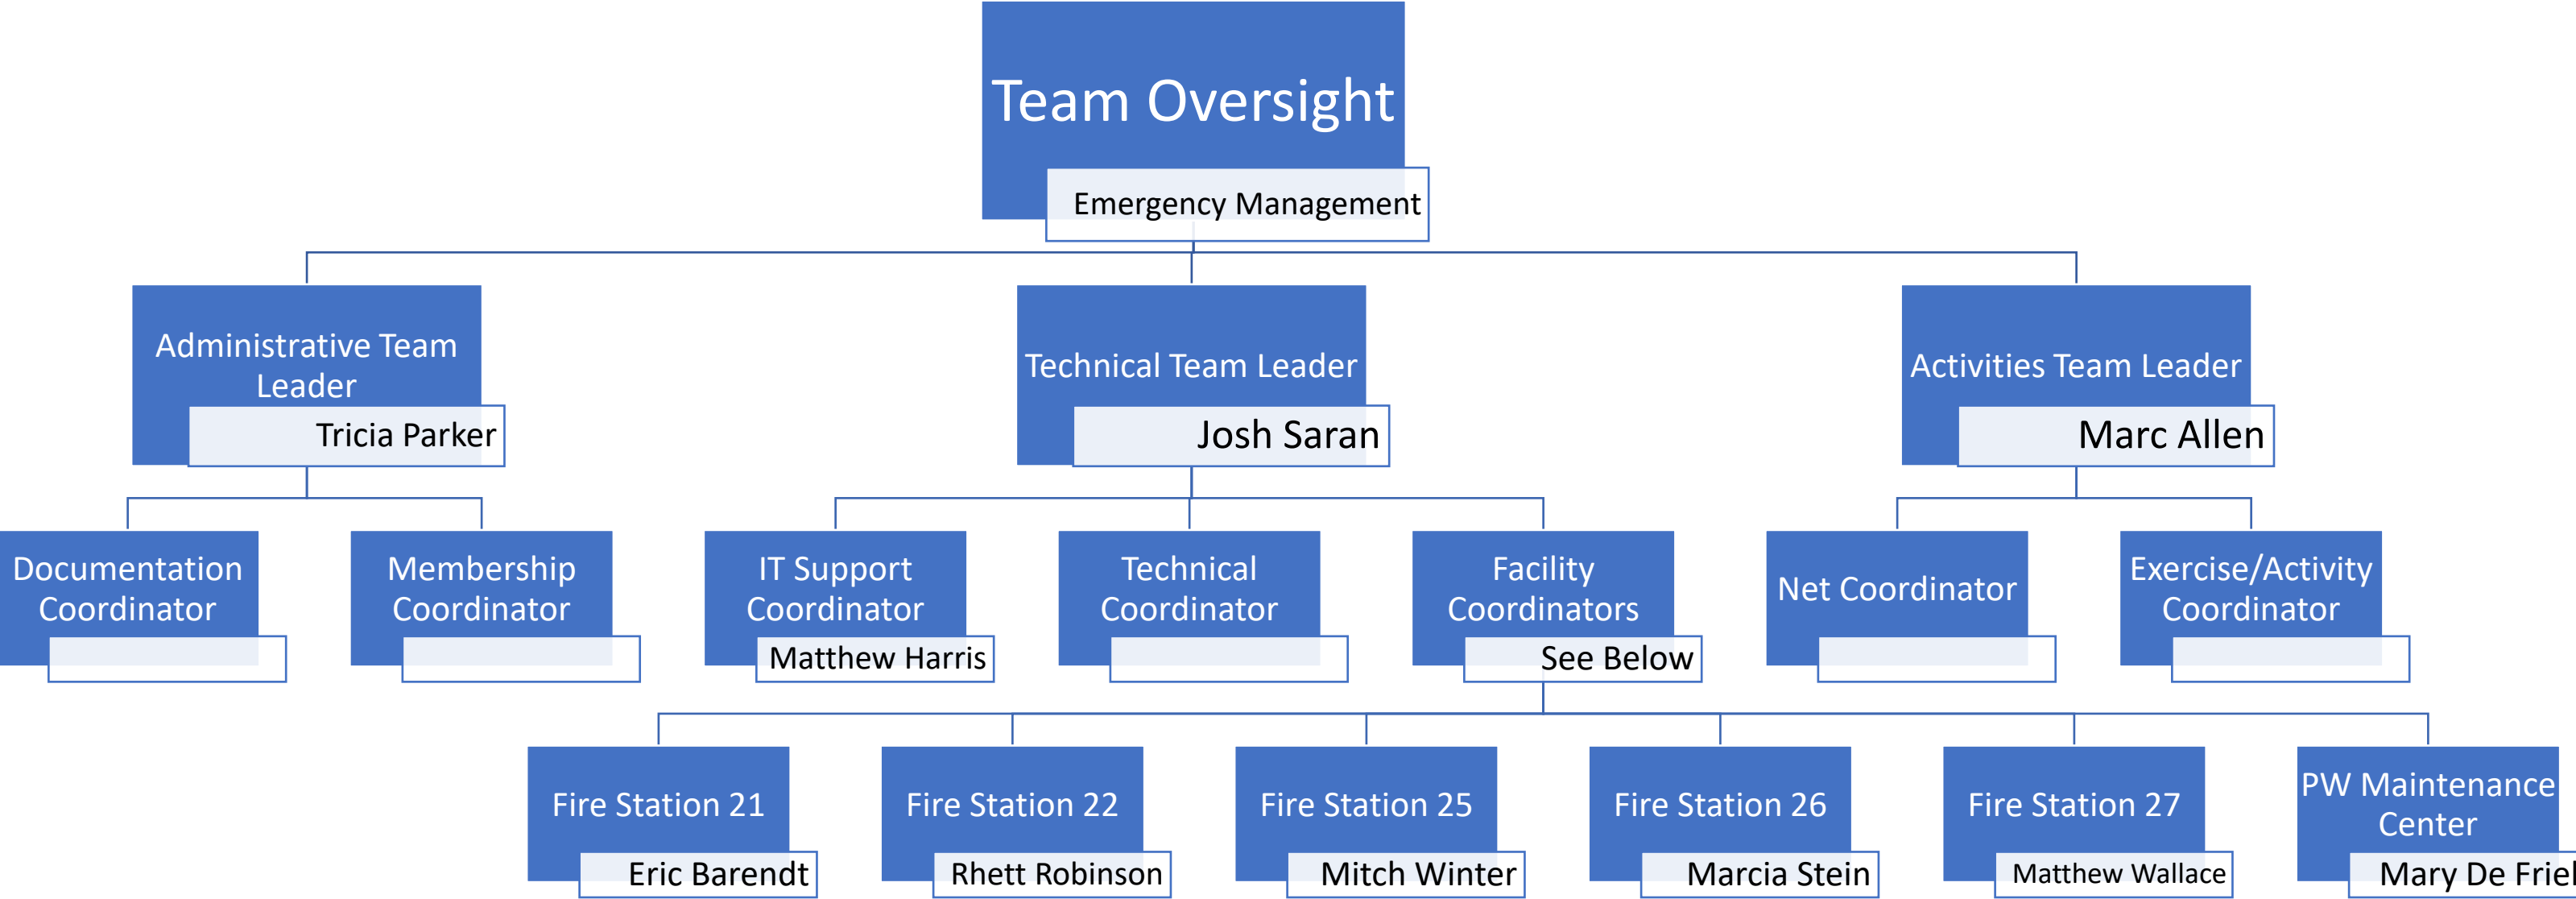 Team Oversight
Emergency Management
Administrative Team
Leader
Tricia Parker
Technical Team Leader
Josh Saran
Activities Team Leader
Marc Allen
Documentation
Coordinator
Membership
Coordinator
IT Support
Coordinator
Matthew Harris
Technical
Coordinator
Facility
Coordinators
See Below
Net Coordinator
Exercise/Activity
Coordinator
Fire Station 21
Eric Barendt
Fire Station 22
Rhett Robinson
Fire Station 25
Mitch Winter
Fire Station 26
Marcia Stein
Fire Station 27
Matthew Wallace
PW Maintenance
Center
Mary De